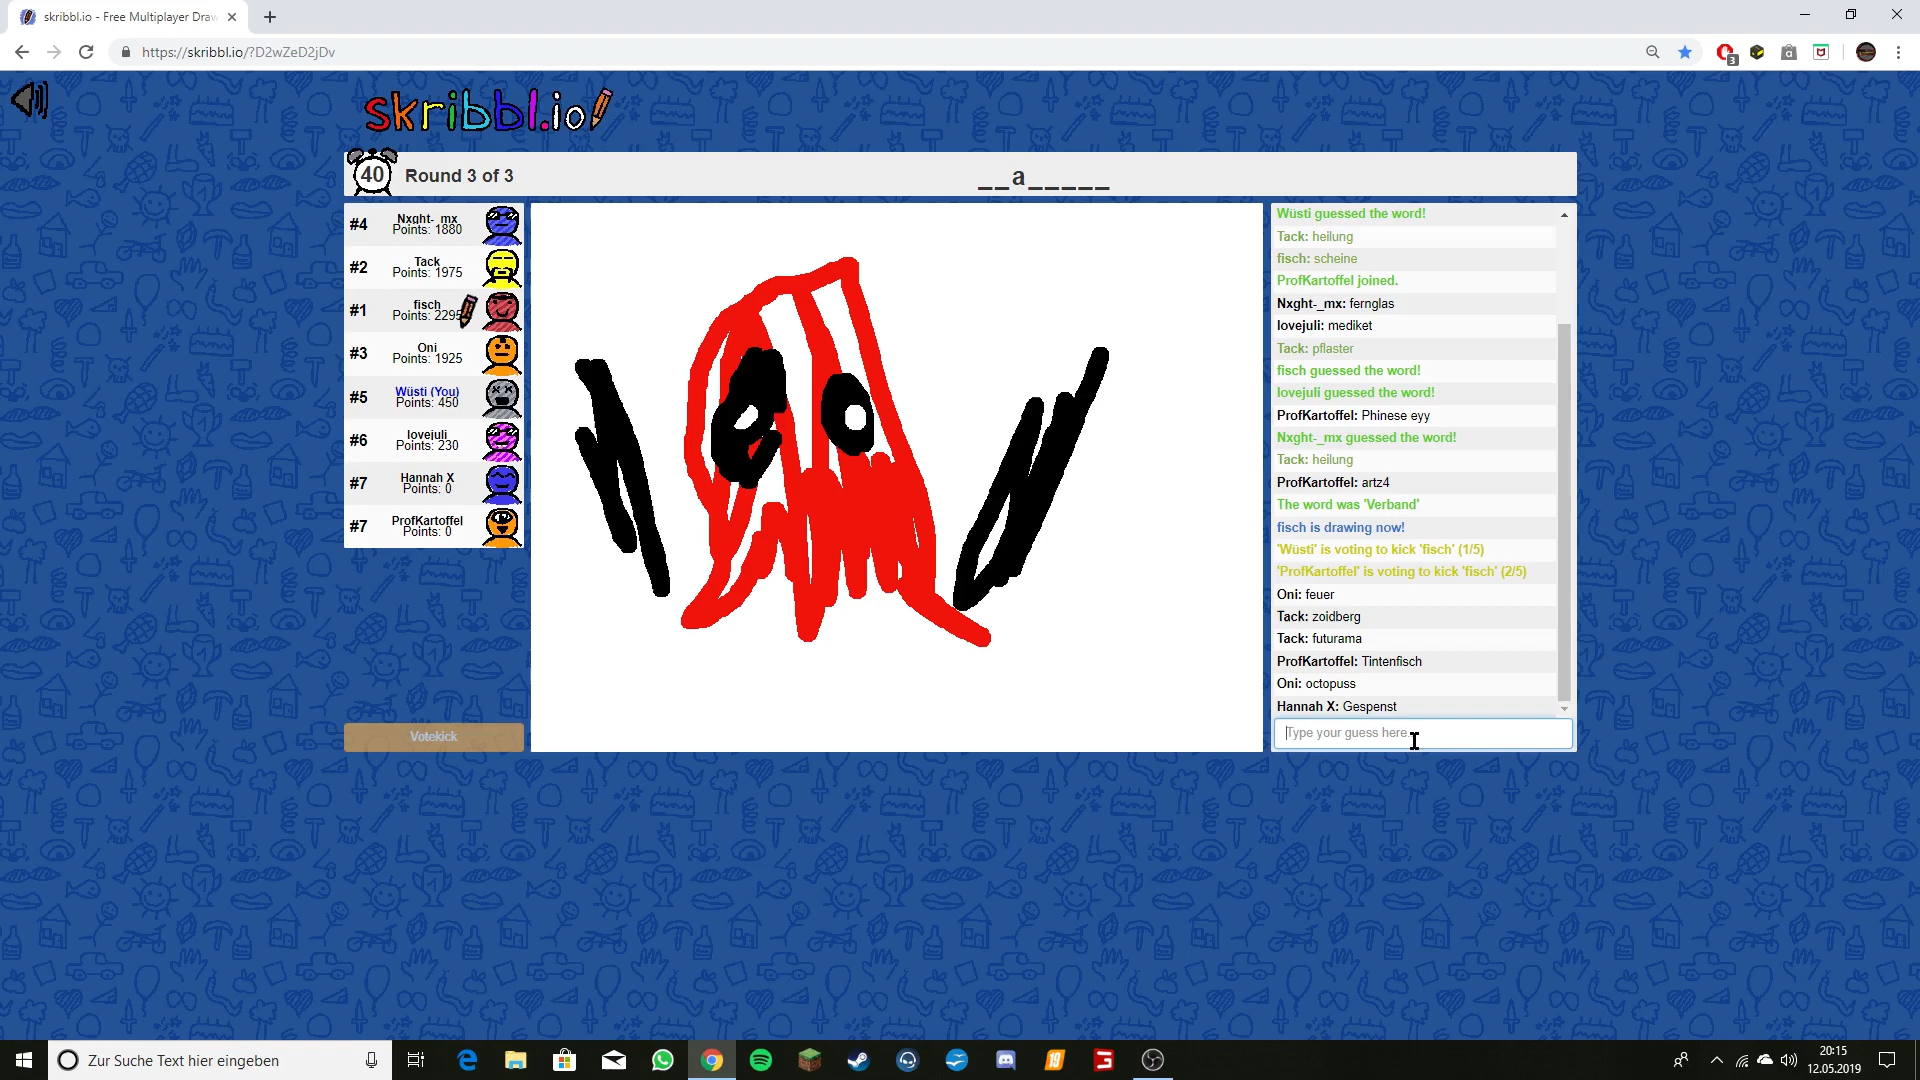 skribbl.io - Free Multiplayer Draw
https://skribbl.io/?D2wZeD2jDv
3
skribbl.io
40
Round 3 of 3
__a_____
#4 Nxght-_mx
Points: 1880
#2 Tack
Points: 1975
#1 fisch
Points: 2295
#3 Oni
Points: 1925
#5 Wüsti (You)
Points: 450
#6 lovejuli
Points: 230
#7 Hannah X
Points: 0
#7 ProfKartoffel
Points: 0
Votekick
Wüsti guessed the word!
Tack: heilung
fisch: scheine
ProfKartoffel joined.
Nxght-_mx: fernglas
lovejuli: mediket
Tack: pflaster
fisch guessed the word!
lovejuli guessed the word!
ProfKartoffel: Phinese eyy
Nxght-_mx guessed the word!
Tack: heilung
ProfKartoffel: artz4
The word was 'Verband'
fisch is drawing now!
'Wüsti' is voting to kick 'fisch' (1/5)
'ProfKartoffel' is voting to kick 'fisch' (2/5)
Oni: feuer
Tack: zoidberg
Tack: futurama
ProfKartoffel: Tintenfisch
Oni: octopuss
Hannah X: Gespenst
Type your guess here
Zur Suche Text hier eingeben
19
20:15
12.05.2019